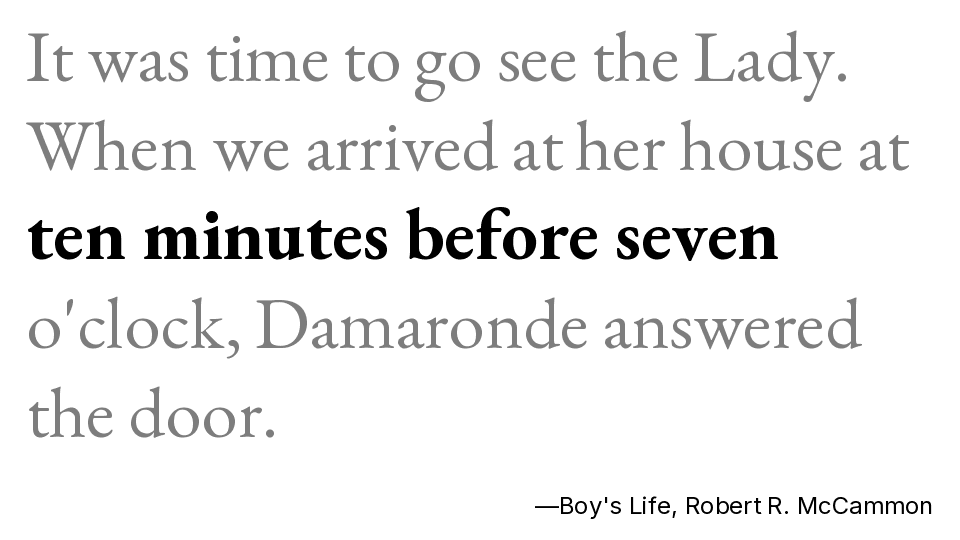 It was time to go see the Lady.
When we arrived at her house at
ten minutes before seven
o'clock, Damaronde answered
the door.
—Boy's Life, Robert R. McCammon